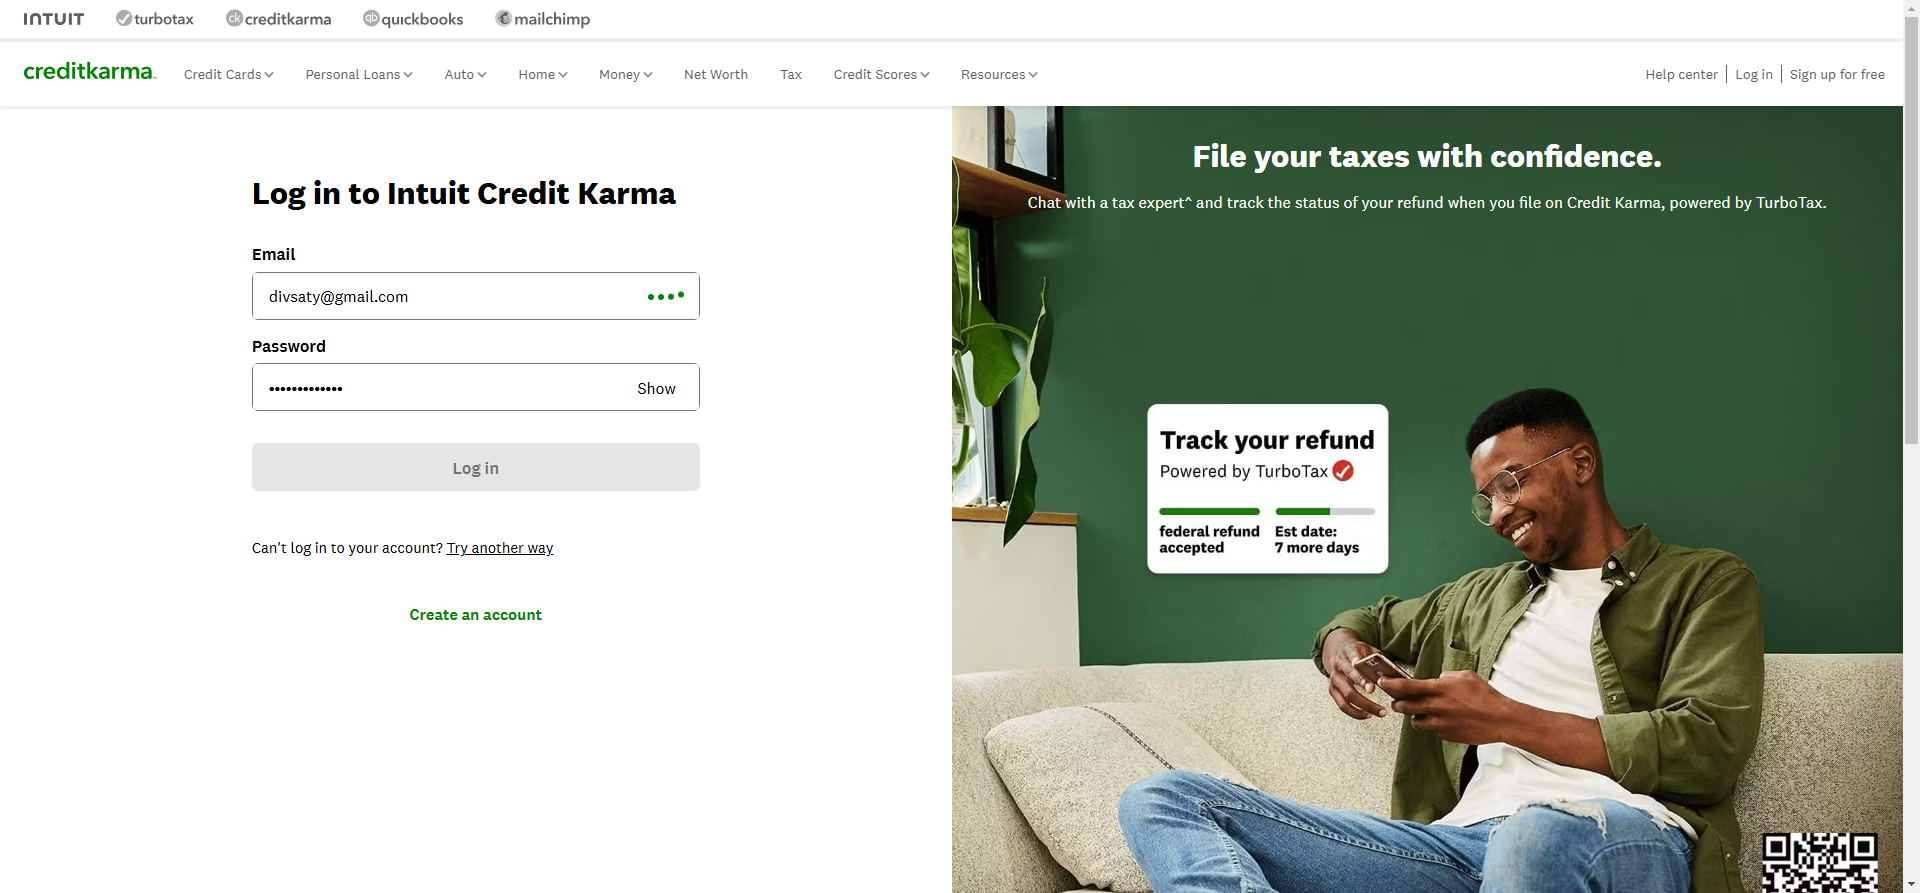 INTUIT turbotax creditkarma quickbooks mailchimp
creditkarma Credit Cards Personal Loans Auto Home Money Net Worth Tax Credit Scores Resources Help center Log in Sign up for free
Log in to Intuit Credit Karma
Email
divsaty@gmail.com
Password
•••••••••••••
Show
Log in
Can't log in to your account? Try another way
Create an account
File your taxes with confidence.
Chat with a tax expert^ and track the status of your refund when you file on Credit Karma, powered by TurboTax.
Track your refund
Powered by TurboTax
federal refund
accepted
Est date:
7 more days